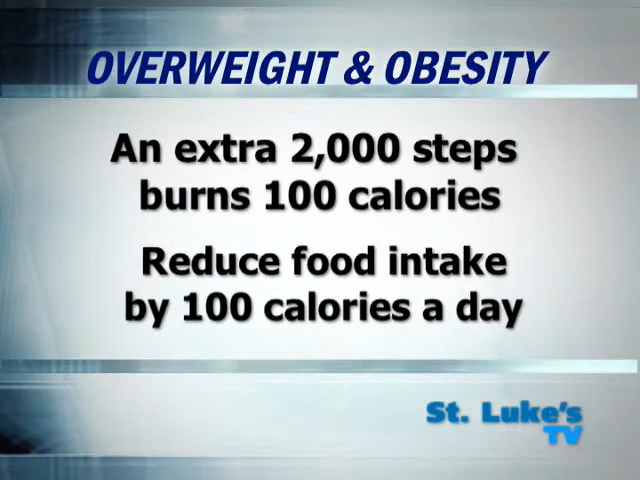 OVERWEIGHT & OBESITY
An extra 2,000 steps
burns 100 calories
Reduce food intake
by 100 calories a day
St. Luke's
TV